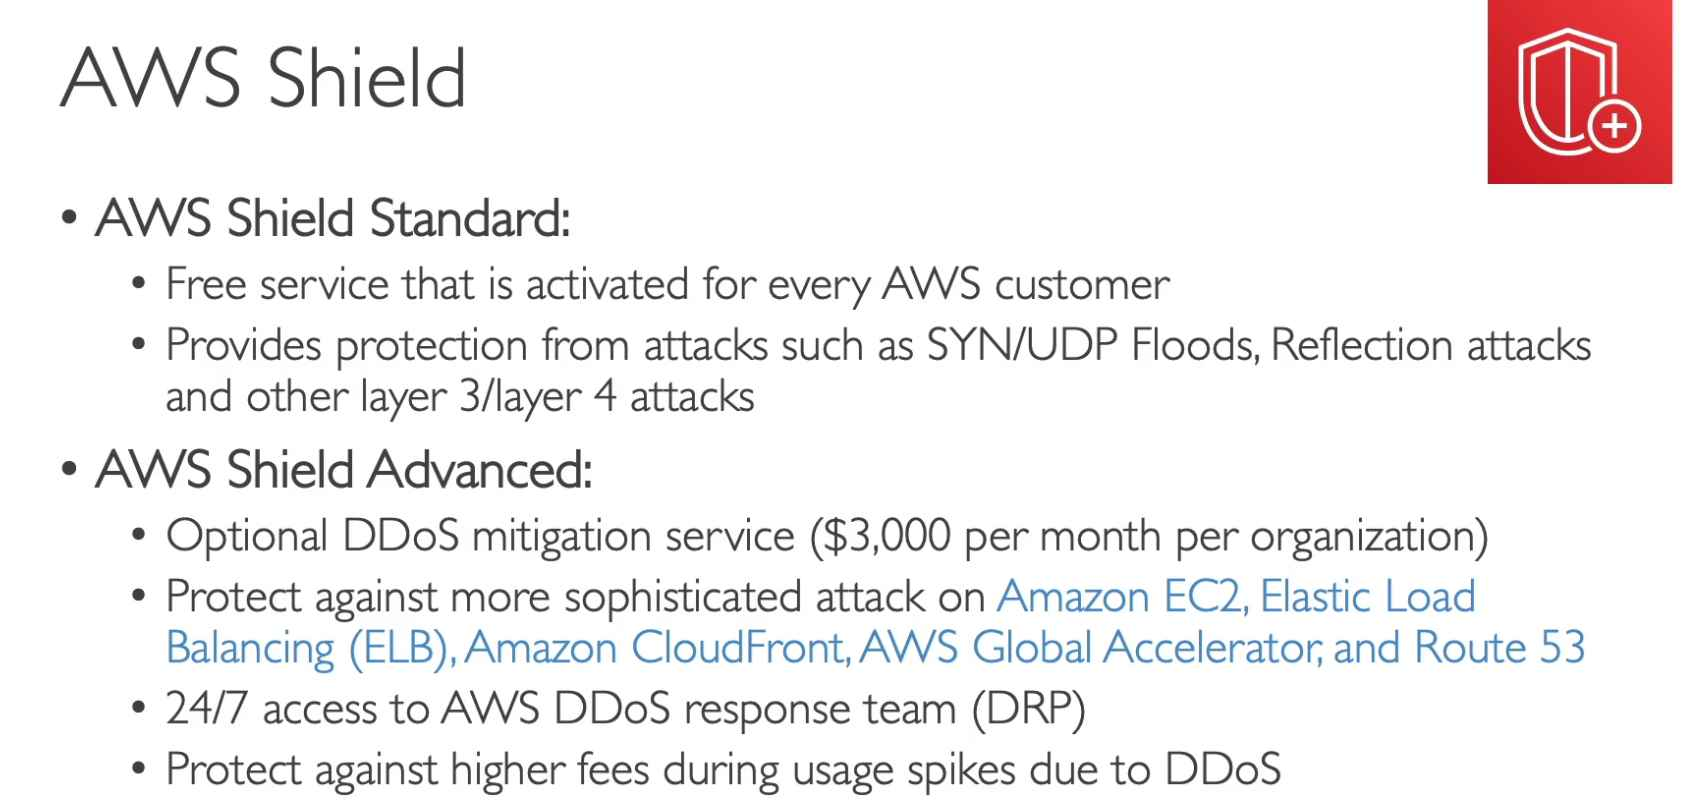 AWS Shield
• AWS Shield Standard:
• Free service that is activated for every AWS customer
• Provides protection from attacks such as SYN/UDP Floods, Reflection attacks
and other layer 3/layer 4 attacks
• AWS Shield Advanced:
• Optional DDoS mitigation service ($3,000 per month per organization)
• Protect against more sophisticated attack on Amazon EC2, Elastic Load
Balancing (ELB), Amazon CloudFront, AWS Global Accelerator, and Route 53
• 24/7 access to AWS DDoS response team (DRP)
• Protect against higher fees during usage spikes due to DDoS